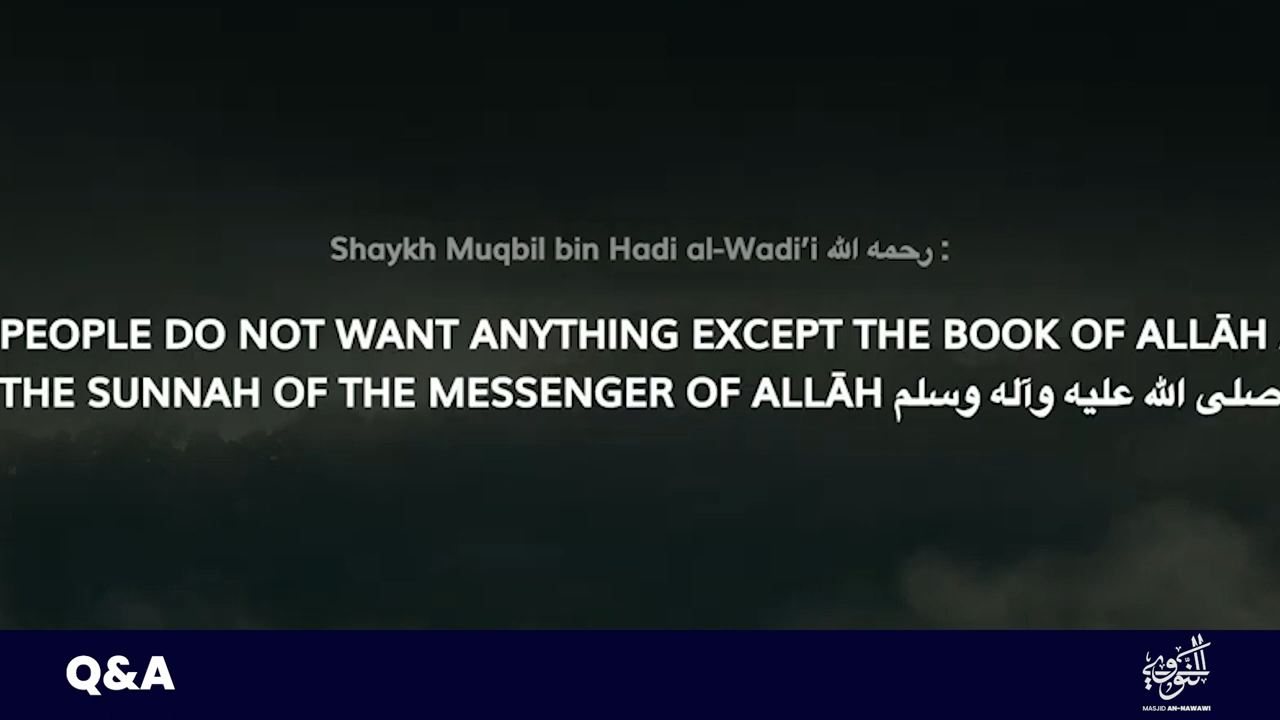 Shaykh Muqbil bin Hadi al-Wadi’i رحمه الله :
PEOPLE DO NOT WANT ANYTHING EXCEPT THE BOOK OF ALLĀH
THE SUNNAH OF THE MESSENGER OF ALLĀH صلى الله عليه وآله وسلم
Q&A
النووي
MASJID AN-NAWAWI